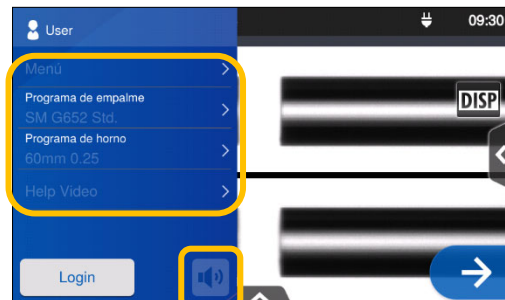 User
09:30
Menú
Programa de empalme
SM G652 Std.
Programa de horno
60mm 0.25
Help Video
DISP
Login